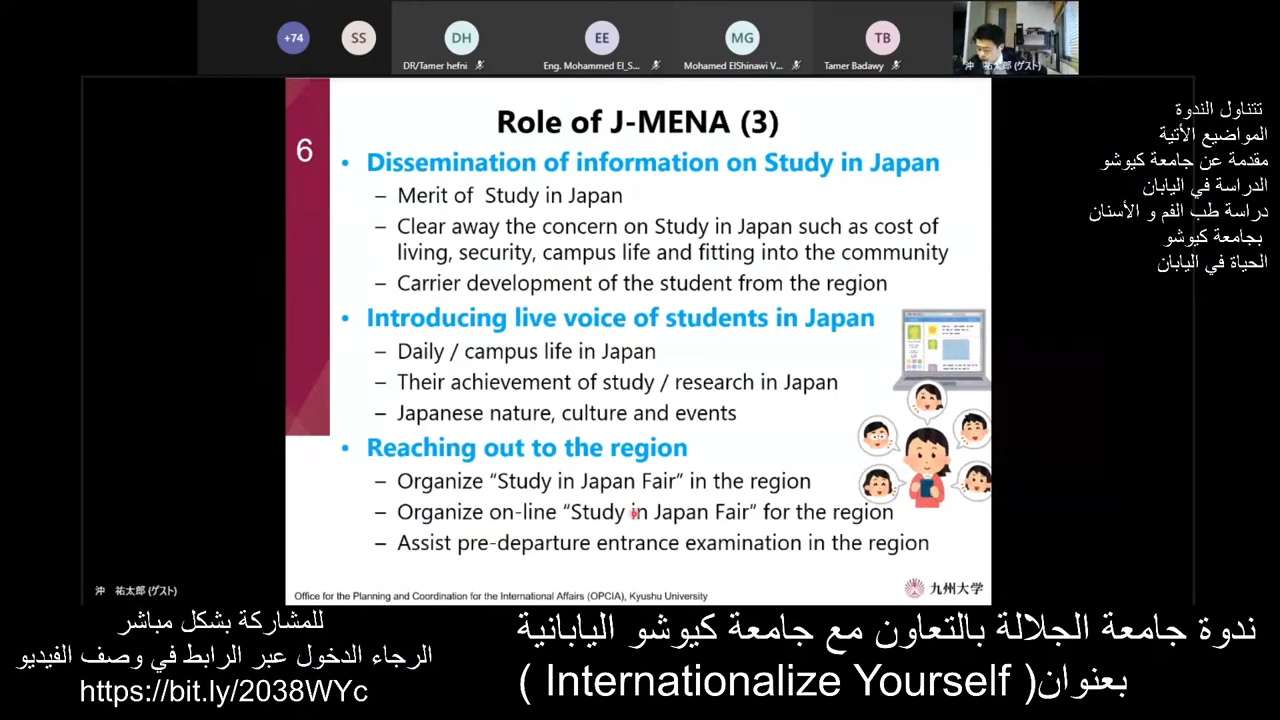 +74
SS
DH
EE
MG
TB
DR/Tamer hefni
Eng. Mohammed El_S...
Mohamed ElShinawi V...
Tamer Badawy
沖 祐太郎 (ゲスト)
6
Role of J-MENA (3)
• Dissemination of information on Study in Japan
– Merit of Study in Japan
– Clear away the concern on Study in Japan such as cost of
living, security, campus life and fitting into the community
– Carrier development of the student from the region
• Introducing live voice of students in Japan
– Daily / campus life in Japan
– Their achievement of study / research in Japan
– Japanese nature, culture and events
• Reaching out to the region
– Organize “Study in Japan Fair” in the region
– Organize on-line “Study in Japan Fair” for the region
– Assist pre-departure entrance examination in the region
Office for the Planning and Coordination for the International Affairs (OPCIA), Kyushu University
九州大学
沖 祐太郎 (ゲスト)
تتناول الندوة
المواضيع الأتية
مقدمة عن جامعة كيوشو
الدراسة في اليابان
دراسة طب الفم و الأسنان
بجامعة كيوشو
الحياة في اليابان
للمشاركة بشكل مباشر
الرجاء الدخول عبر الرابط في وصف الفيديو
https://bit.ly/2038WYc
ندوة جامعة الجلالة بالتعاون مع جامعة كيوشو اليابانية
بعنوان( Internationalize Yourself )